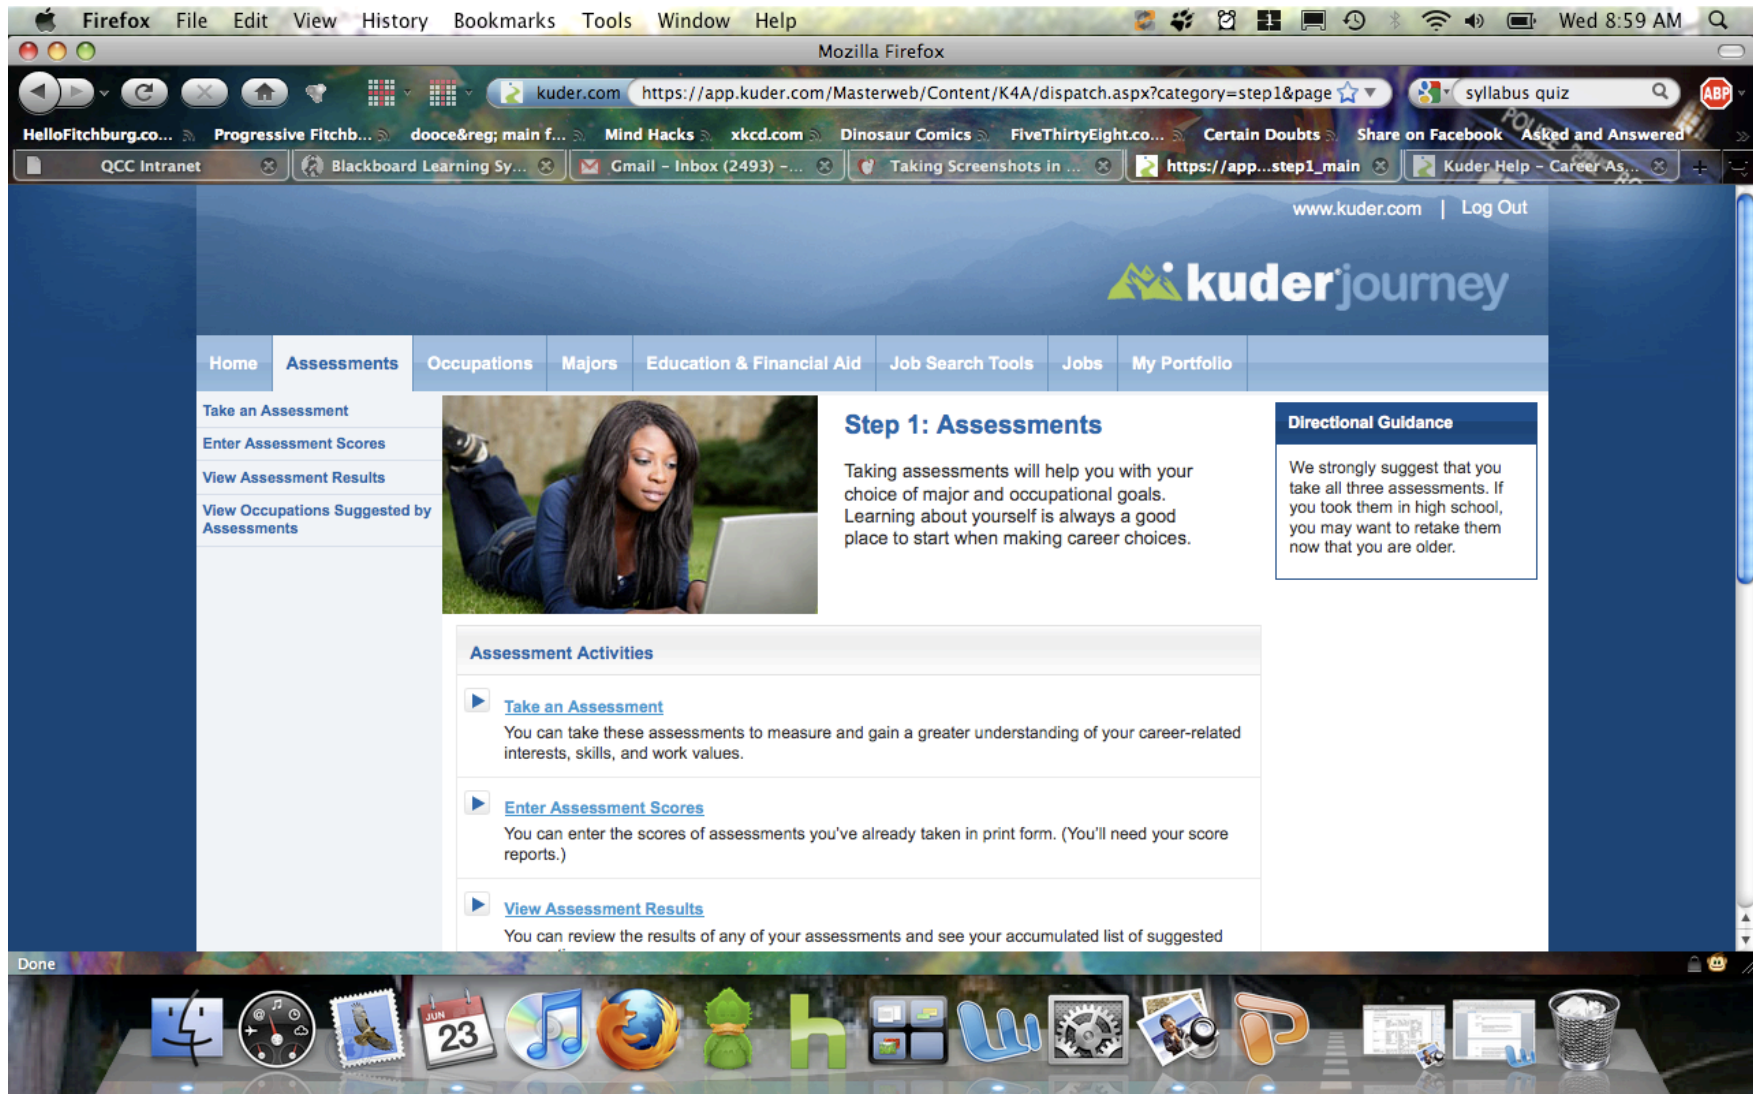 Firefox File Edit View History Bookmarks Tools Window Help Wed 8:59 AM
Mozilla Firefox
kuder.com https://app.kuder.com/Masterweb/Content/K4A/dispatch.aspx?category=step1&page syllabus quiz ABP
HelloFitchburg.co... Progressive Fitchb... dooce&reg; main f... Mind Hacks xkcd.com Dinosaur Comics FiveThirtyEight.co... Certain Doubts Share on Facebook Asked and Answered
QCC Intranet Blackboard Learning Sy... Gmail – Inbox (2493) – ... Taking Screenshots in ... https://app...step1_main Kuder Help – Career As...
www.kuder.com | Log Out
kuder journey
Home Assessments Occupations Majors Education & Financial Aid Job Search Tools Jobs My Portfolio
Take an Assessment
Enter Assessment Scores
View Assessment Results
View Occupations Suggested by
Assessments
Step 1: Assessments
Taking assessments will help you with your
choice of major and occupational goals.
Learning about yourself is always a good
place to start when making career choices.
Directional Guidance
We strongly suggest that you
take all three assessments. If
you took them in high school,
you may want to retake them
now that you are older.
Assessment Activities
Take an Assessment
You can take these assessments to measure and gain a greater understanding of your career-related
interests, skills, and work values.
Enter Assessment Scores
You can enter the scores of assessments you've already taken in print form. (You'll need your score
reports.)
View Assessment Results
You can review the results of any of your assessments and see your accumulated list of suggested
Done
JUN
23